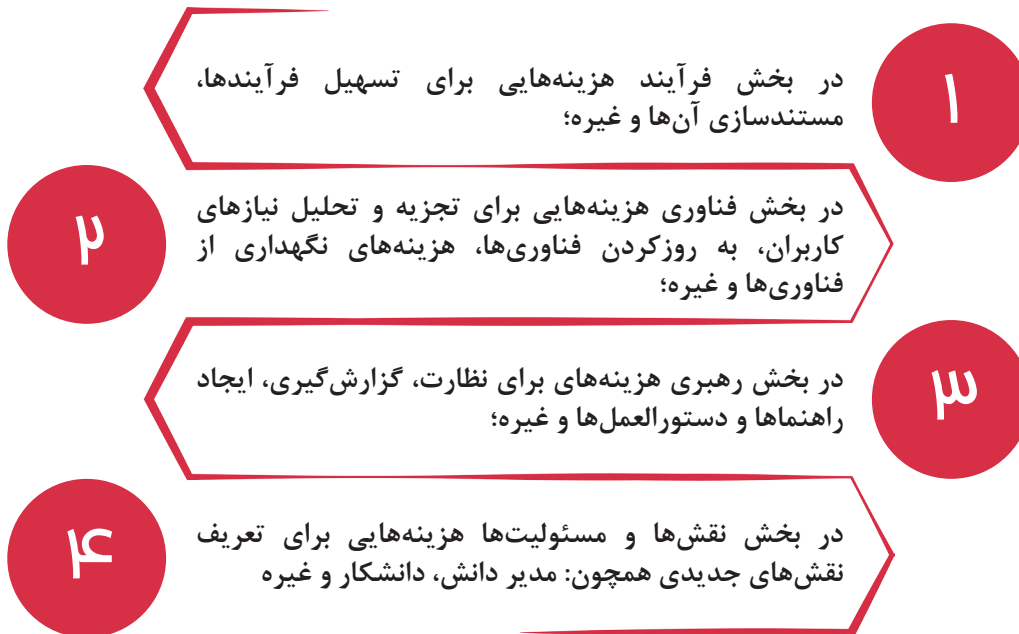 ۱
در بخش فرآیند هزینه‌هایی برای تسهیل فرآیندها،
مستندسازی آن‌ها و غیره؛
۲
در بخش فناوری هزینه‌هایی برای تجزیه و تحلیل نیازهای
کاربران، به روزکردن فناوری‌ها، هزینه‌های نگهداری از
فناوری‌ها و غیره؛
۳
در بخش رهبری هزینه‌های برای نظارت، گزارش‌گیری، ایجاد
راهنماها و دستورالعمل‌ها و غیره؛
۴
در بخش نقش‌ها و مسئولیت‌ها هزینه‌هایی برای تعریف
نقش‌های جدیدی همچون: مدیر دانش، دانشکار و غیره